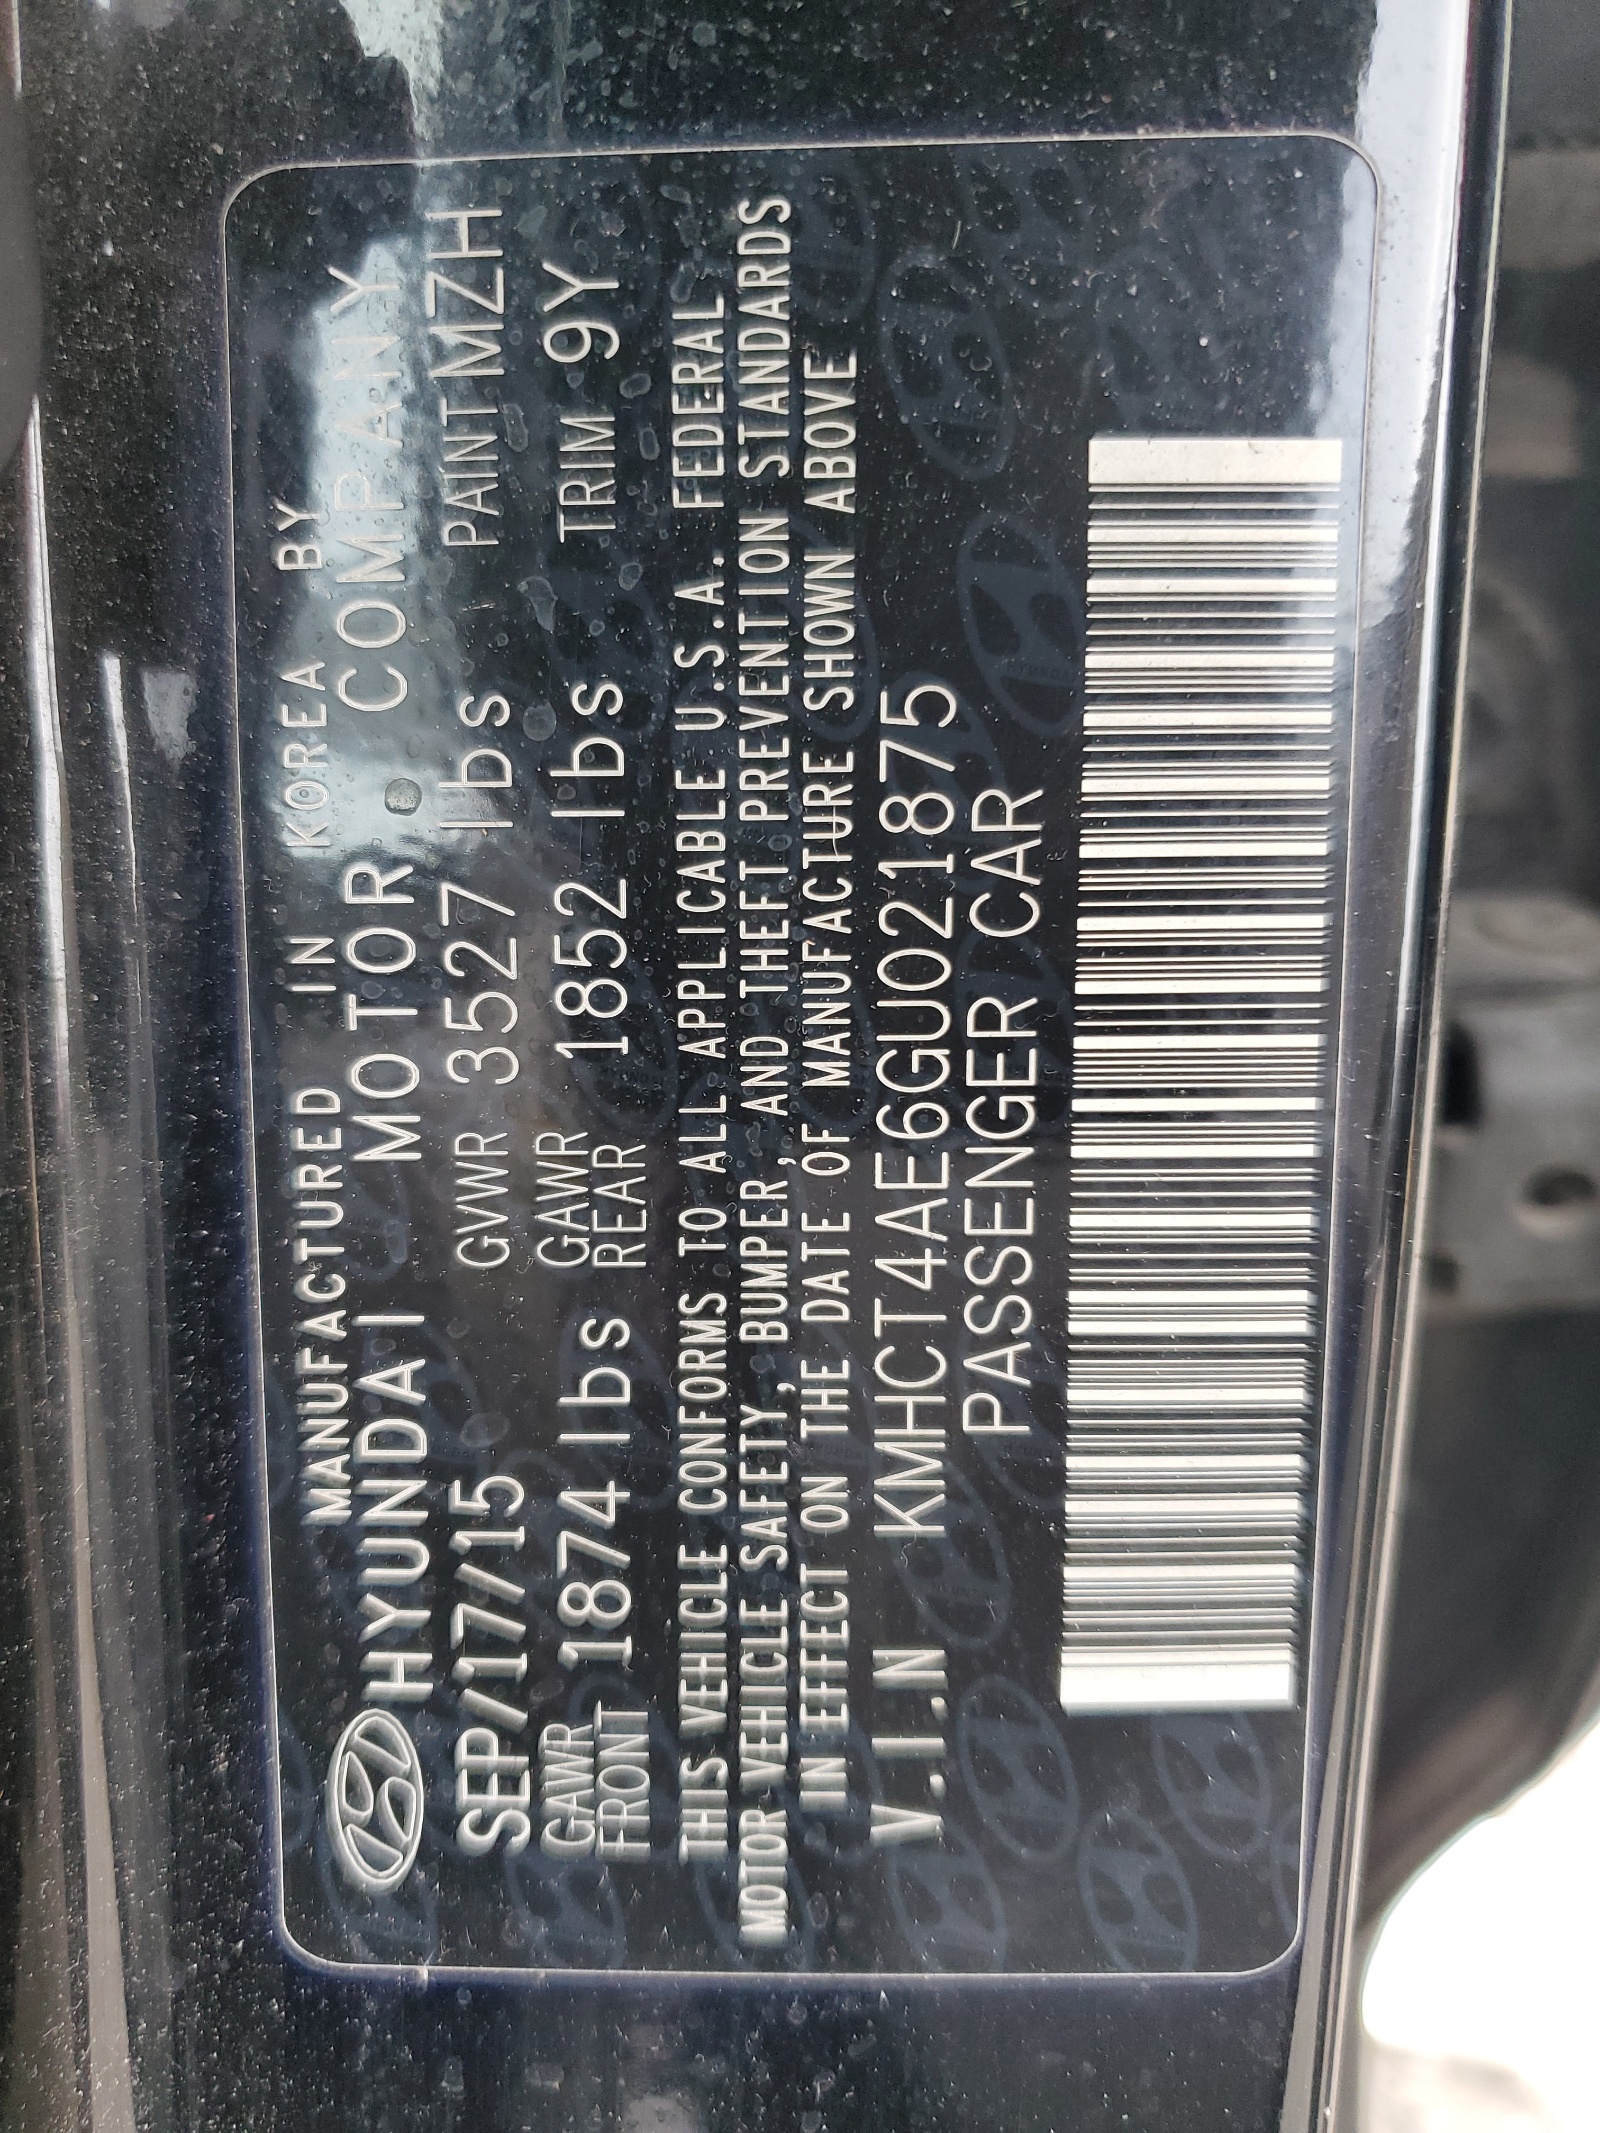 MANUFACTURED IN KOREA BY
HYUNDAI MOTOR COMPANY
SEP/17/15 GVWR 3527 lbs PAINT MZH
GAWR FRONT 1874 lbs GAWR REAR 1852 lbs TRIM 9Y
THIS VEHICLE CONFORMS TO ALL APPLICABLE U.S.A. FEDERAL
MOTOR VEHICLE SAFETY, BUMPER, AND THEFT PREVENTION STANDARDS
IN EFFECT ON THE DATE OF MANUFACTURE SHOWN ABOVE
V.I.N KMHCT4AE6GU021875
PASSENGER CAR